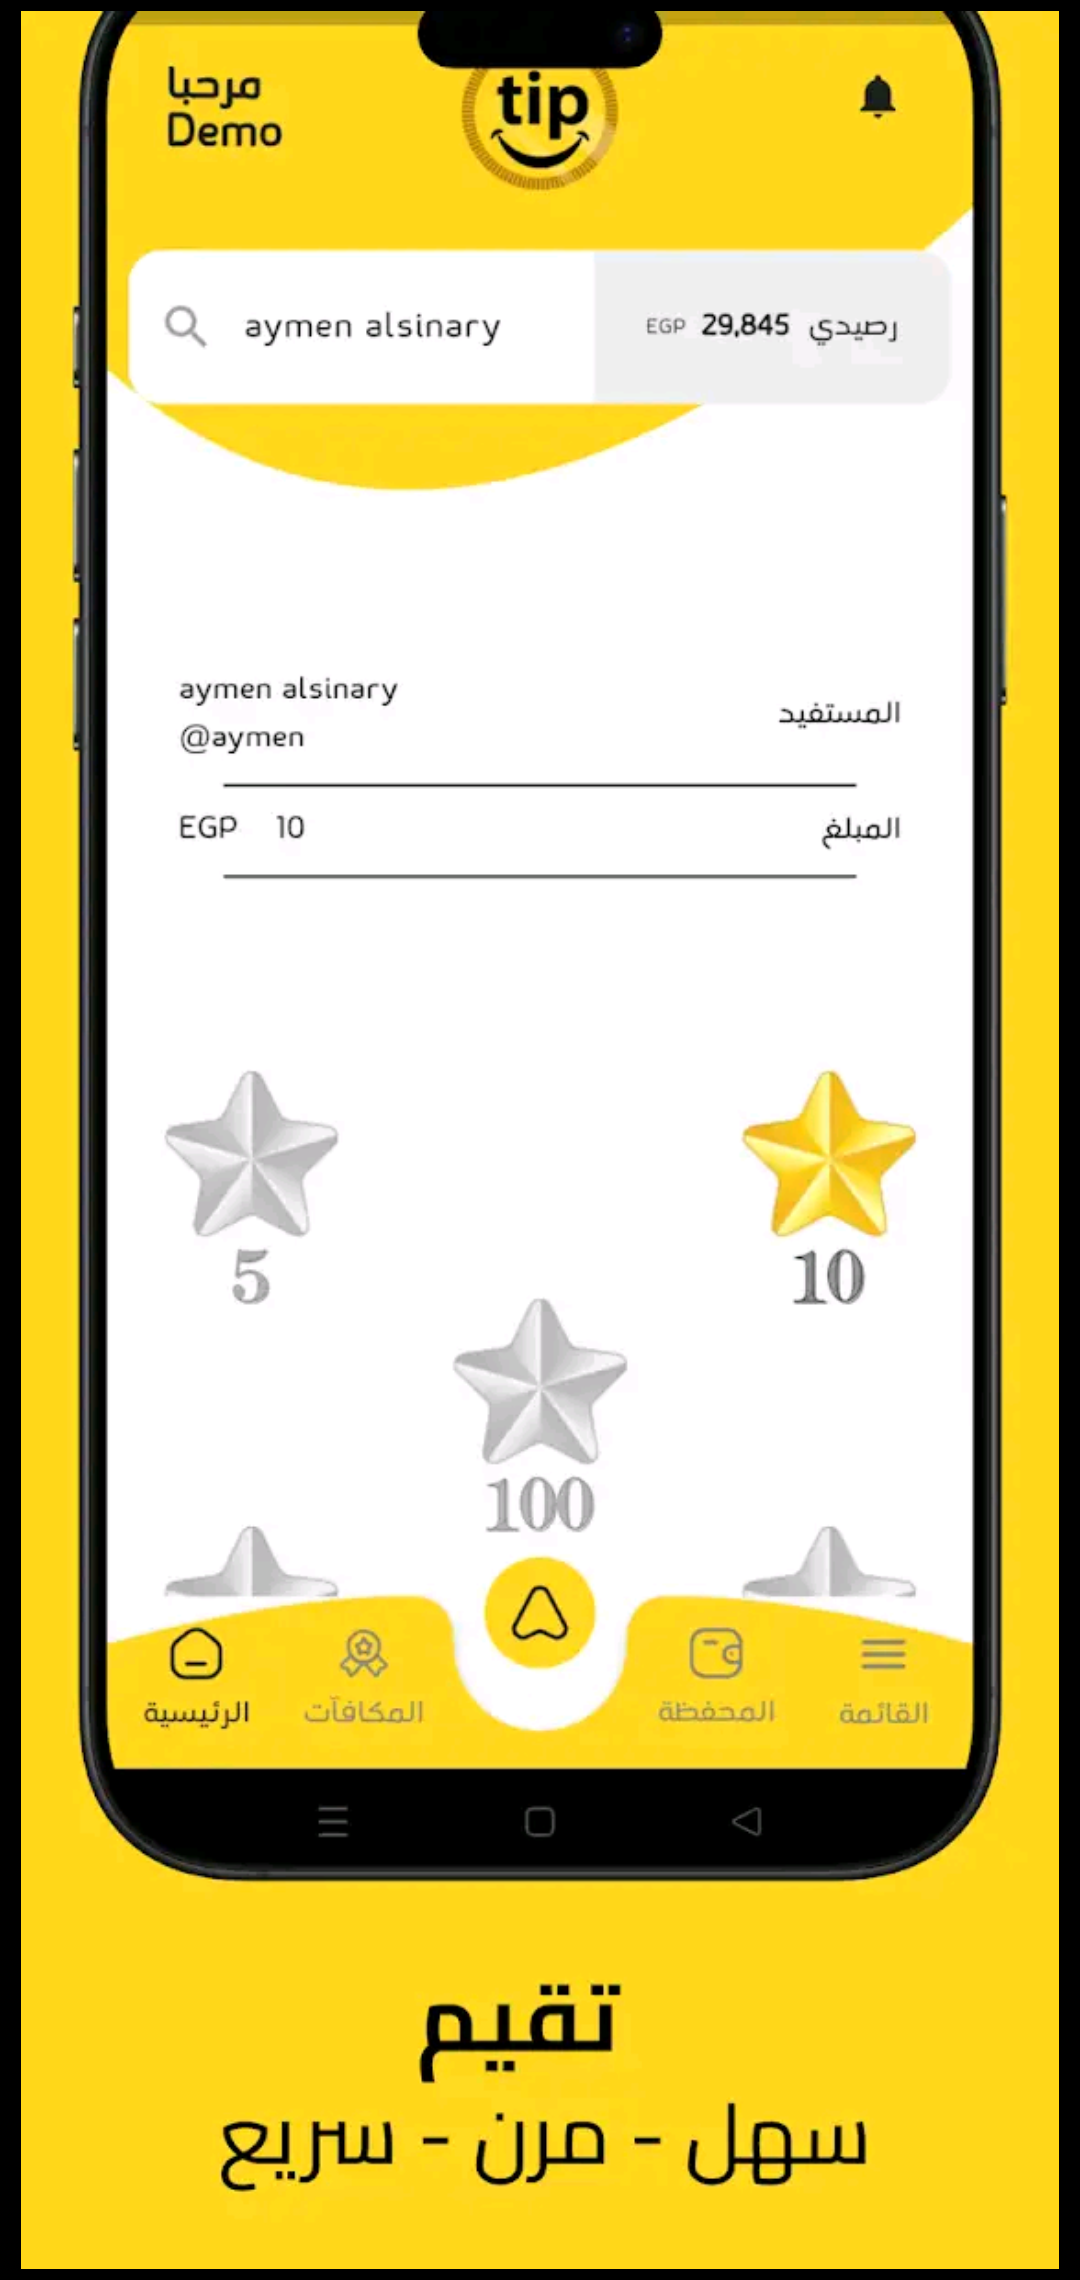 مرحبا
Demo
tip
aymen alsinary
رصيدي 29,845 EGP
aymen alsinary
@aymen
المستفيد
EGP 10
المبلغ
5
10
100
الرئيسية
المكافآت
المحفظة
القائمة
تقيم
سهل - مرن - سريع